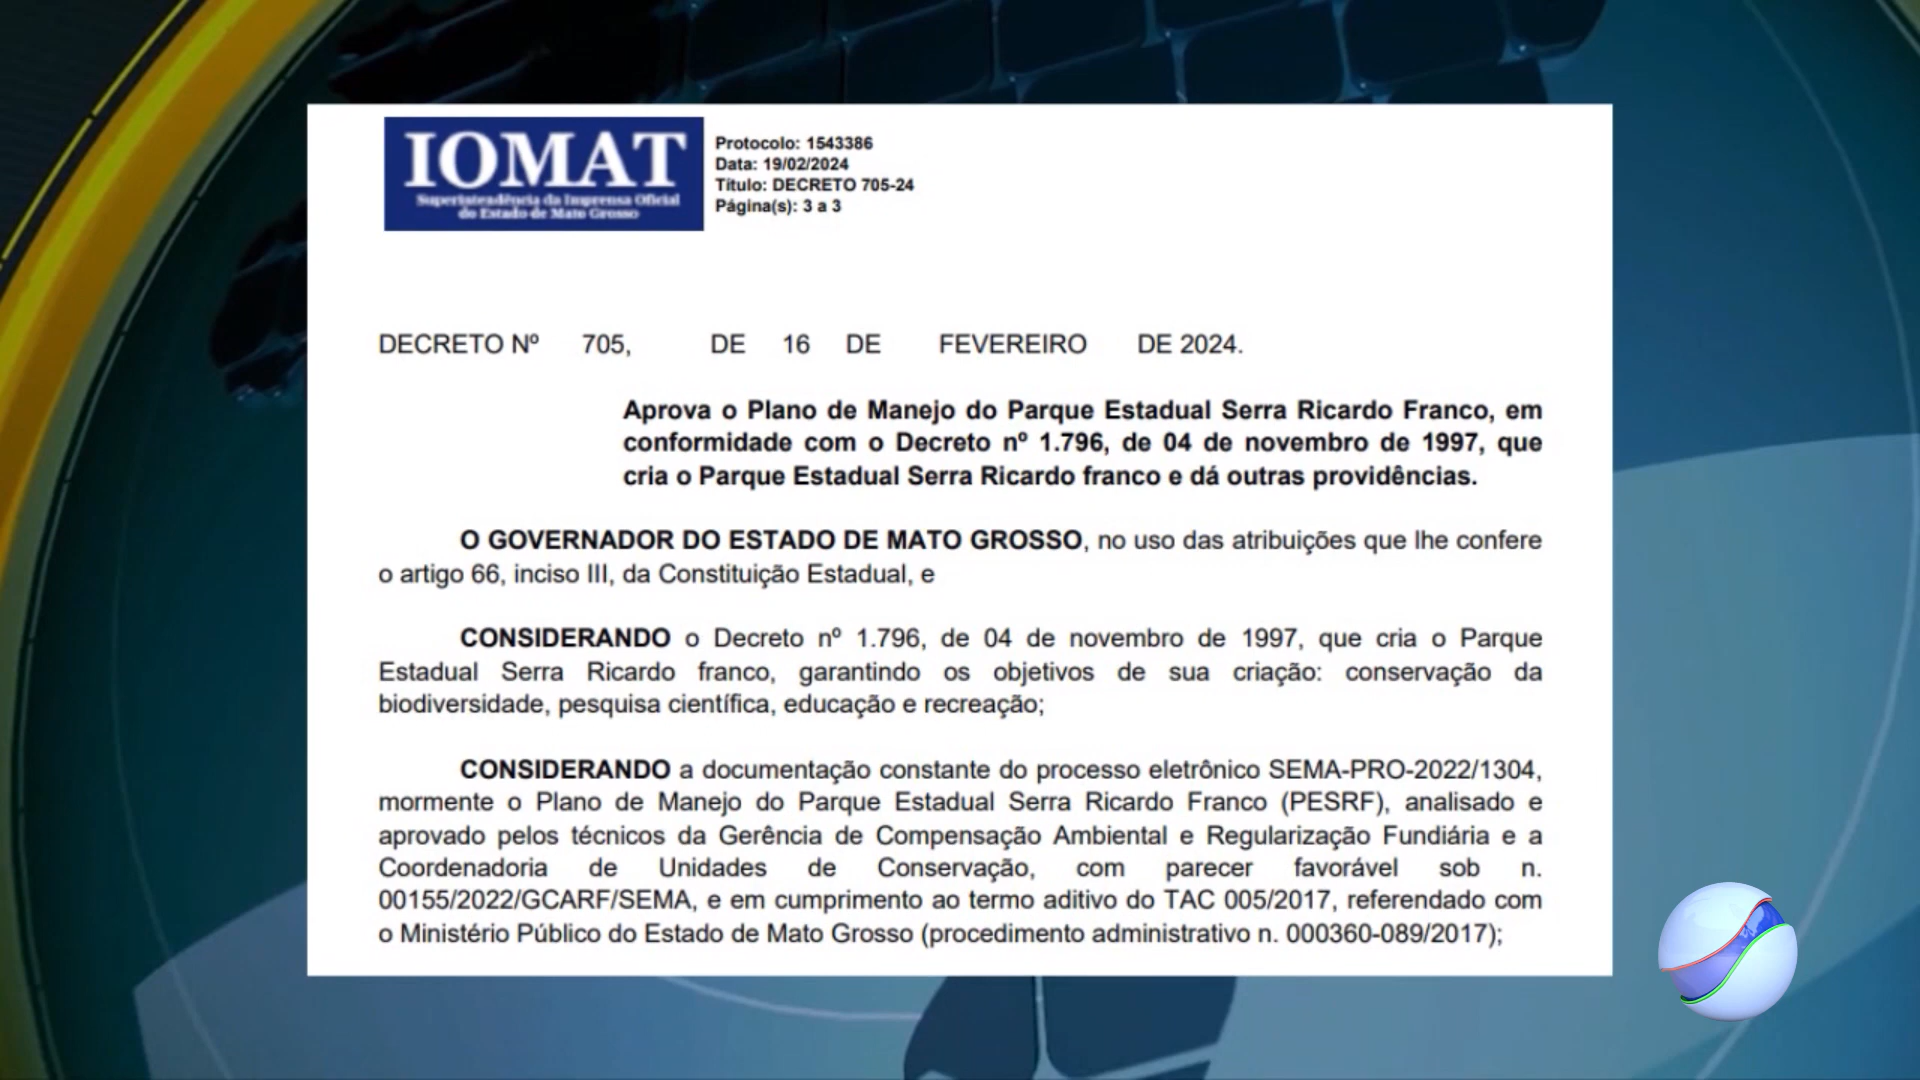 IOMAT
Superintendência da Imprensa Oficial
do Estado de Mato Grosso
Protocolo: 1543386
Data: 19/02/2024
Título: DECRETO 705-24
Página(s): 3 a 3
DECRETO Nº 705, DE 16 DE FEVEREIRO DE 2024.
Aprova o Plano de Manejo do Parque Estadual Serra Ricardo Franco, em
conformidade com o Decreto nº 1.796, de 04 de novembro de 1997, que
cria o Parque Estadual Serra Ricardo franco e dá outras providências.
O GOVERNADOR DO ESTADO DE MATO GROSSO, no uso das atribuições que lhe confere
o artigo 66, inciso III, da Constituição Estadual, e
CONSIDERANDO o Decreto nº 1.796, de 04 de novembro de 1997, que cria o Parque
Estadual Serra Ricardo franco, garantindo os objetivos de sua criação: conservação da
biodiversidade, pesquisa científica, educação e recreação;
CONSIDERANDO a documentação constante do processo eletrônico SEMA-PRO-2022/1304,
mormente o Plano de Manejo do Parque Estadual Serra Ricardo Franco (PESRF), analisado e
aprovado pelos técnicos da Gerência de Compensação Ambiental e Regularização Fundiária e a
Coordenadoria de Unidades de Conservação, com parecer favorável sob n.
00155/2022/GCARF/SEMA, e em cumprimento ao termo aditivo do TAC 005/2017, referendado com
o Ministério Público do Estado de Mato Grosso (procedimento administrativo n. 000360-089/2017);